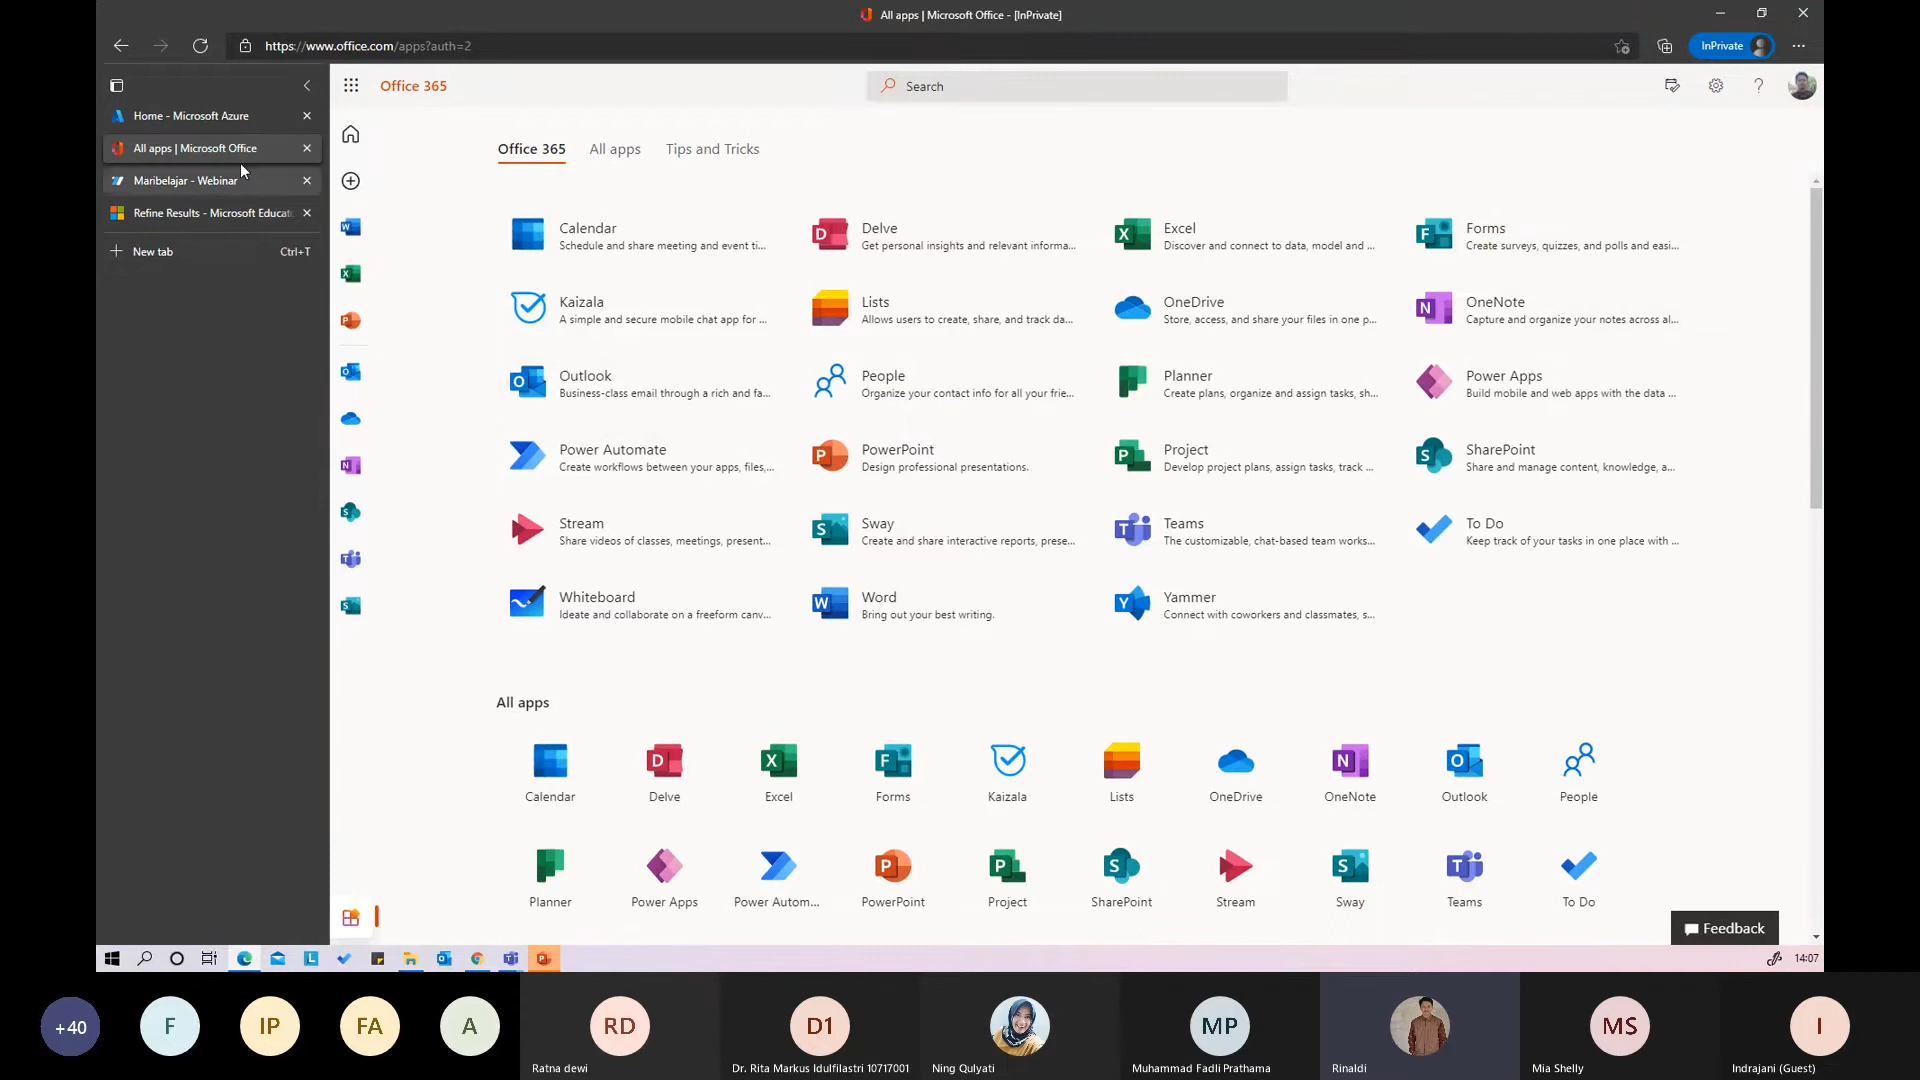 All apps | Microsoft Office - [InPrivate]
https://www.office.com/apps?auth=2
InPrivate
Home - Microsoft Azure
All apps | Microsoft Office
Maribelajar - Webinar
Refine Results - Microsoft Educat
New tab
Ctrl+T
Office 365
Search
Office 365
All apps
Tips and Tricks
Calendar
Schedule and share meeting and event ti...
Delve
Get personal insights and relevant informa...
Excel
Discover and connect to data, model and ...
Forms
Create surveys, quizzes, and polls and easi...
Kaizala
A simple and secure mobile chat app for ...
Lists
Allows users to create, share, and track da...
OneDrive
Store, access, and share your files in one p...
OneNote
Capture and organize your notes across al...
Outlook
Business-class email through a rich and fa...
People
Organize your contact info for all your frie...
Planner
Create plans, organize and assign tasks, sh...
Power Apps
Build mobile and web apps with the data ...
Power Automate
Create workflows between your apps, files,...
PowerPoint
Design professional presentations.
Project
Develop project plans, assign tasks, track ...
SharePoint
Share and manage content, knowledge, a...
Stream
Share videos of classes, meetings, present...
Sway
Create and share interactive reports, prese...
Teams
The customizable, chat-based team works...
To Do
Keep track of your tasks in one place with ...
Whiteboard
Ideate and collaborate on a freeform canv...
Word
Bring out your best writing.
Yammer
Connect with coworkers and classmates, s...
All apps
Calendar
Delve
Excel
Forms
Kaizala
Lists
OneDrive
OneNote
Outlook
People
Planner
Power Apps
Power Autom...
PowerPoint
Project
SharePoint
Stream
Sway
Teams
To Do
Feedback
14:07
+40
F
IP
FA
A
RD
D1
MP
MS
I
Ratna dewi
Dr. Rita Markus Idulfilastri 10717001
Ning Qulyati
Muhammad Fadli Prathama
Rinaldi
Mia Shelly
Indrajani (Guest)